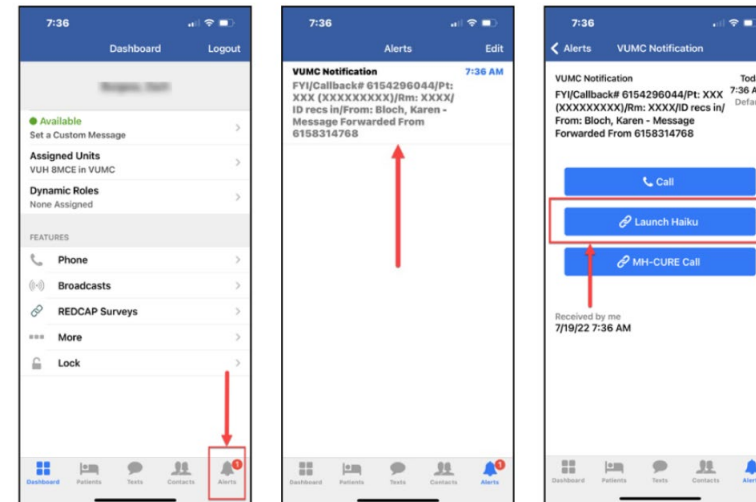 7:36
Dashboard
Logout
Available
Set a Custom Message
Assigned Units
VUH 8MCE in VUMC
Dynamic Roles
None Assigned
FEATURES
Phone
Broadcasts
REDCAP Surveys
More
Lock
1
Dashboard
Patients
Texts
Contacts
Alerts
7:36
Alerts
Edit
VUMC Notification
7:36 AM
FYI/Callback# 6154296044/Pt:
XXX (XXXXXXXXX)/Rm: XXXX/
ID recs in/From: Bloch, Karen -
Message Forwarded From
6158314768
1
Dashboard
Patients
Texts
Contacts
Alerts
7:36
Alerts
VUMC Notification
VUMC Notification
FYI/Callback# 6154296044/Pt: XXX
(XXXXXXXXX)/Rm: XXXX/ID recs in/
From: Bloch, Karen - Message
Forwarded From 6158314768
7:36
Call
Launch Haiku
MH-CURE Call
Received by me
7/19/22 7:36 AM
Dashboard
Patients
Texts
Contacts